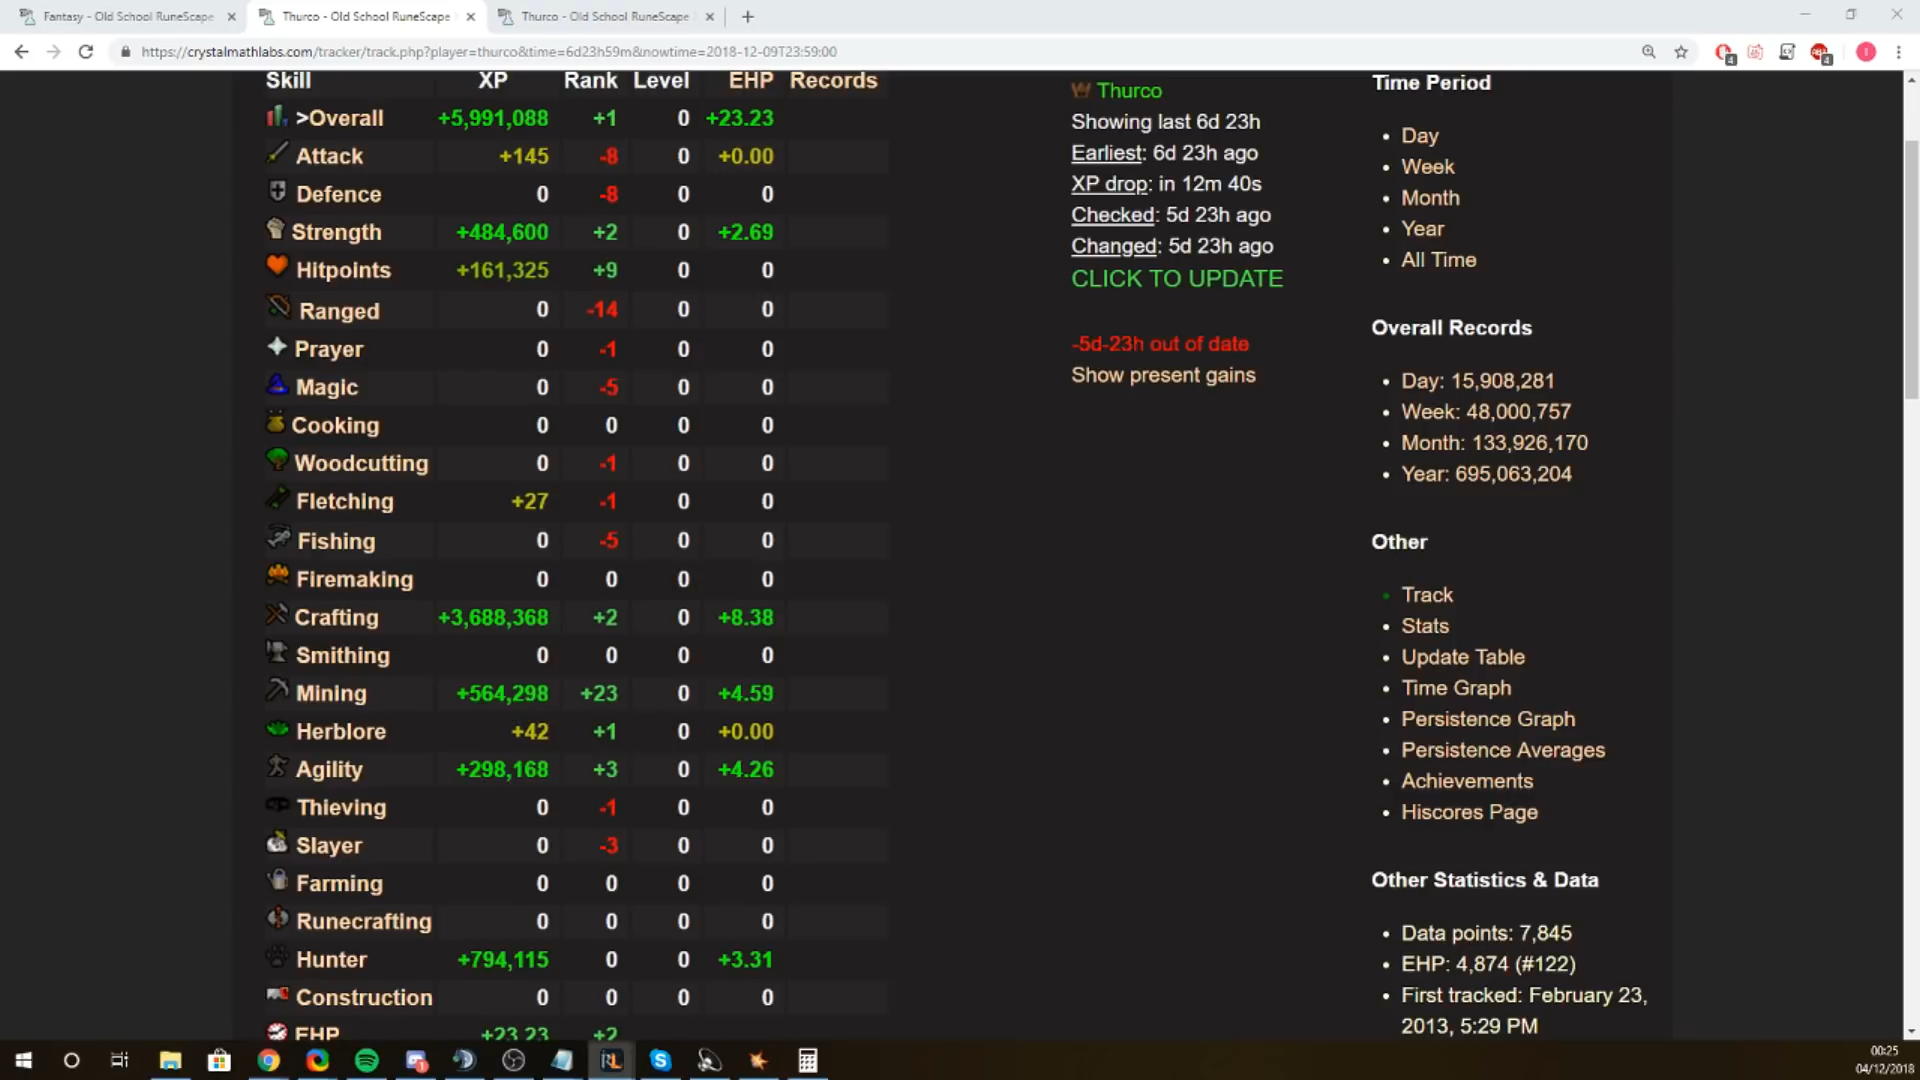 Fantasy - Old School RuneScape
Thurco - Old School RuneScape
Thurco - Old School RuneScape
https://crystalmathlabs.com/tracker/track.php?player=thurco&time=6d23h59m&nowtime=2018-12-09T23:59:00
Skill XP Rank Level EHP Records
>Overall +5,991,088 +1 0 +23.23
Attack +145 -8 0 +0.00
Defence 0 -8 0 0
Strength +484,600 +2 0 +2.69
Hitpoints +161,325 +9 0 0
Ranged 0 -14 0 0
Prayer 0 -1 0 0
Magic 0 -5 0 0
Cooking 0 0 0 0
Woodcutting 0 -1 0 0
Fletching +27 -1 0 0
Fishing 0 -5 0 0
Firemaking 0 0 0 0
Crafting +3,688,368 +2 0 +8.38
Smithing 0 0 0 0
Mining +564,298 +23 0 +4.59
Herblore +42 +1 0 +0.00
Agility +298,168 +3 0 +4.26
Thieving 0 -1 0 0
Slayer 0 -3 0 0
Farming 0 0 0 0
Runecrafting 0 0 0 0
Hunter +794,115 0 0 +3.31
Construction 0 0 0 0
EHP +23.23 +2
Thurco
Showing last 6d 23h
Earliest: 6d 23h ago
XP drop: in 12m 40s
Checked: 5d 23h ago
Changed: 5d 23h ago
CLICK TO UPDATE
-5d-23h out of date
Show present gains
Time Period
Day
Week
Month
Year
All Time
Overall Records
Day: 15,908,281
Week: 48,000,757
Month: 133,926,170
Year: 695,063,204
Other
Track
Stats
Update Table
Time Graph
Persistence Graph
Persistence Averages
Achievements
Hiscores Page
Other Statistics & Data
Data points: 7,845
EHP: 4,874 (#122)
First tracked: February 23,
2013, 5:29 PM
00:25
04/12/2018